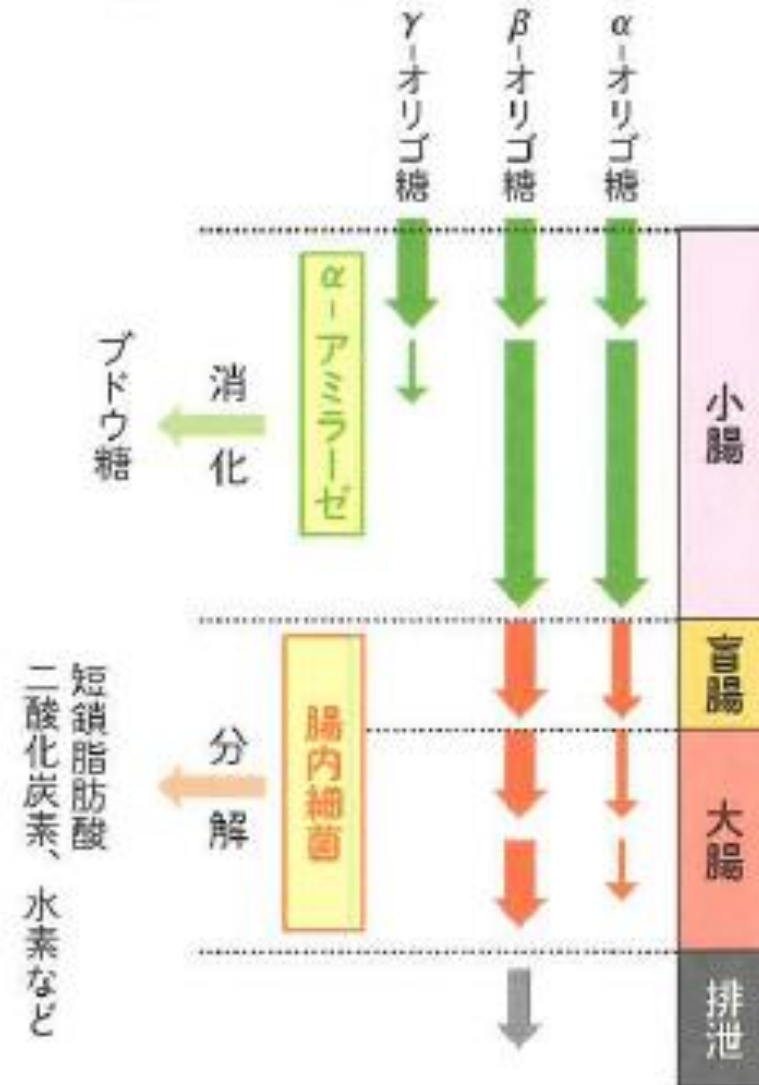 α-オリゴ糖
β-オリゴ糖
γ-オリゴ糖
小腸
盲腸
大腸
排泄
α-アミラーゼ
消化
ブドウ糖
腸内細菌
分解
短鎖脂肪酸
二酸化炭素、水素など